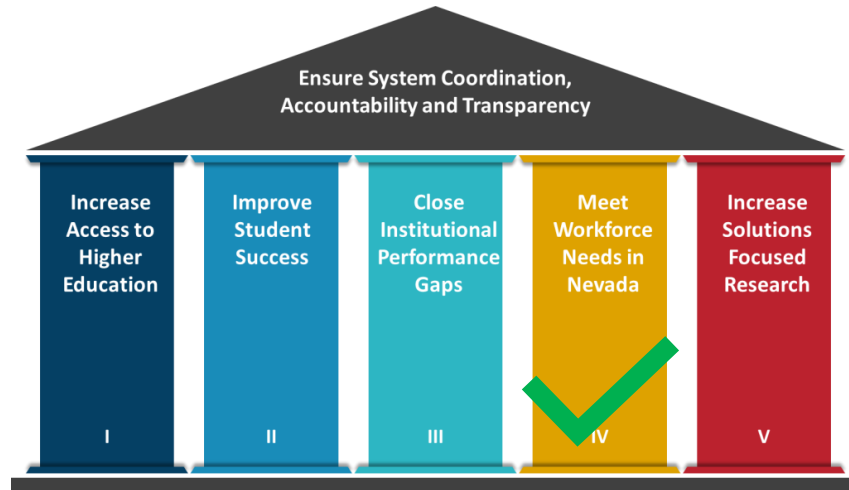 Ensure System Coordination,
Accountability and Transparency
Increase
Access to
Higher
Education
I
Improve
Student
Success
II
Close
Institutional
Performance
Gaps
III
Meet
Workforce
Needs in
Nevada
IV
Increase
Solutions
Focused
Research
V